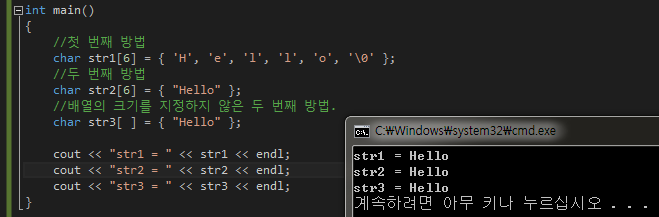 int main()
{
//첫 번째 방법
char str1[6] = { 'H', 'e', 'l', 'l', 'o', '\0' };
//두 번째 방법
char str2[6] = { "Hello" };
//배열의 크기를 지정하지 않은 두 번째 방법.
char str3[ ] = { "Hello" };
cout << "str1 = " << str1 << endl;
cout << "str2 = " << str2 << endl;
cout << "str3 = " << str3 << endl;
}
C:₩Windows₩system32₩cmd.exe
str1 = Hello
str2 = Hello
str3 = Hello
계속하려면 아무 키나 누르십시오 . . .